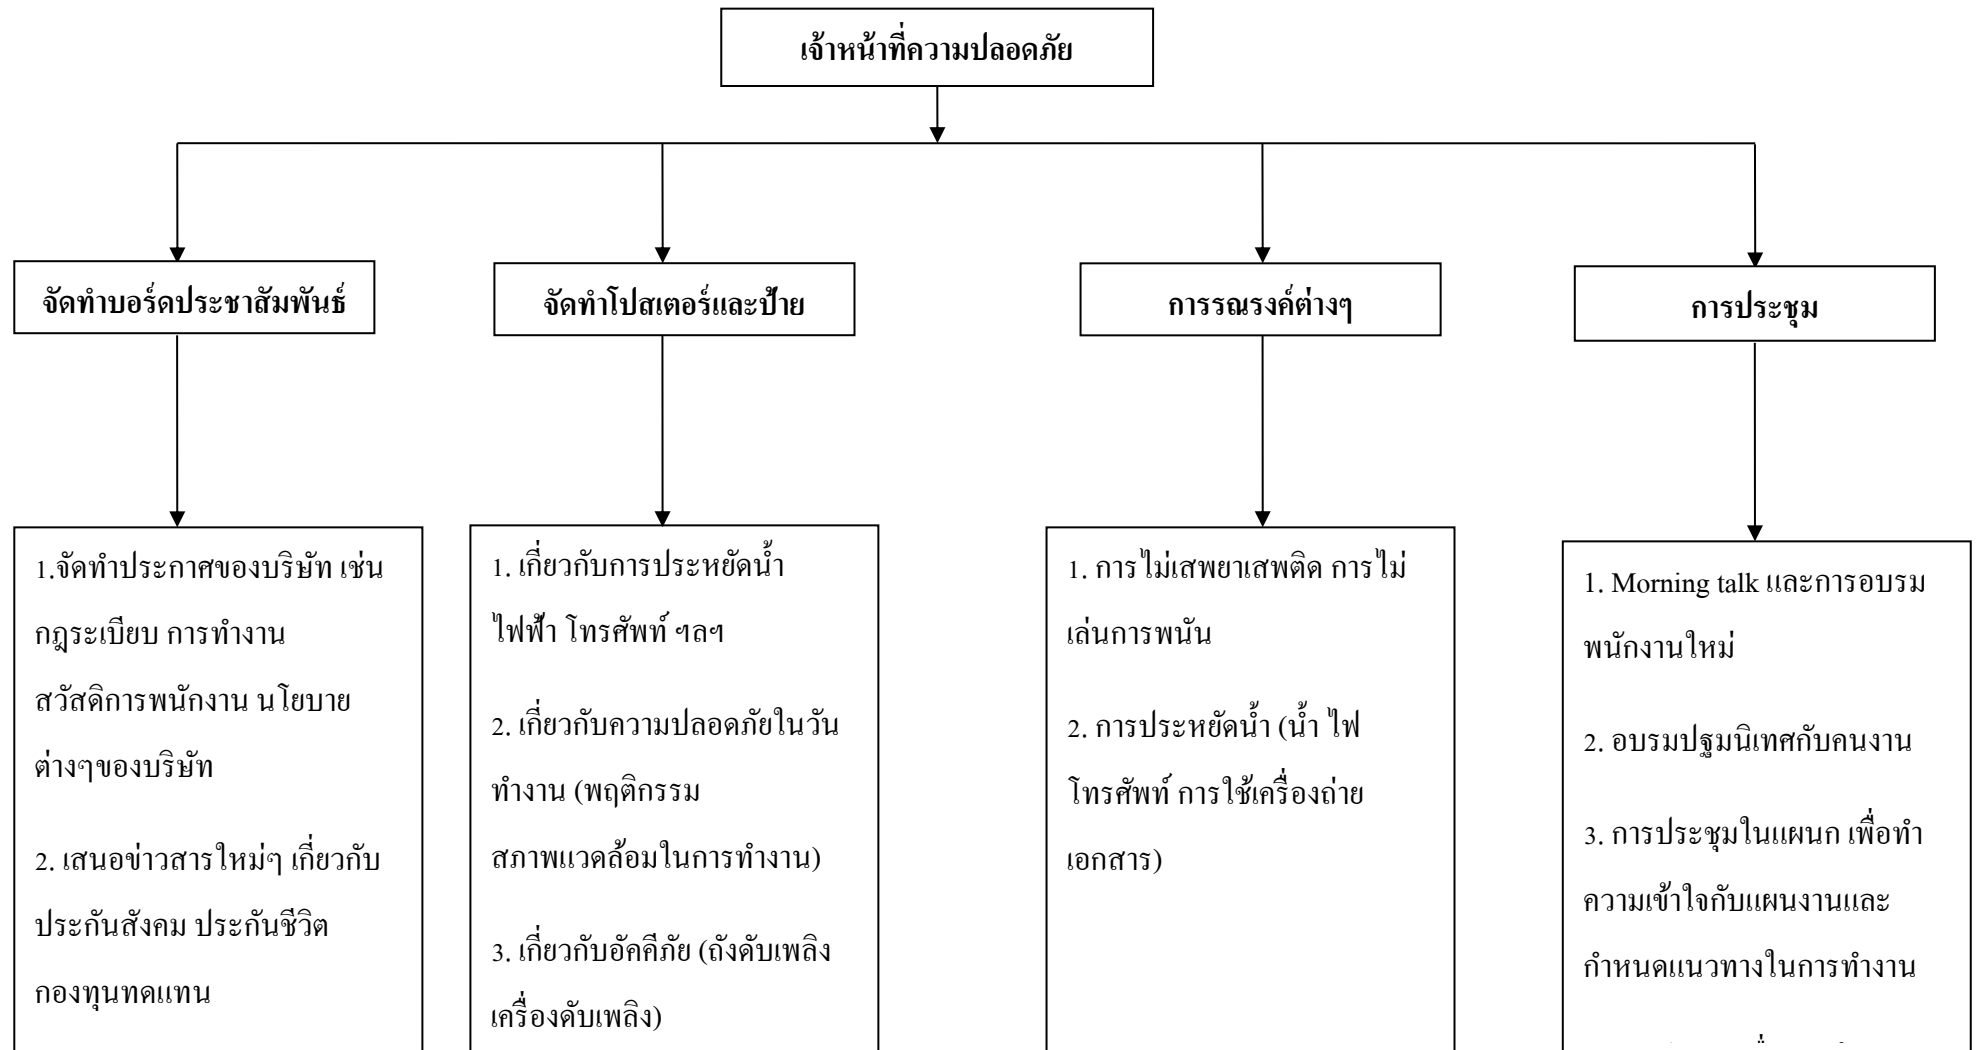 เจ้าหน้าที่ความปลอดภัย
จัดทำบอร์ดประชาสัมพันธ์
จัดทำโปสเตอร์และป้าย
การรณรงค์ต่างๆ
การประชุม
1.จัดทำประกาศของบริษัท เช่น
กฎระเบียบ การทำงาน
สวัสดิการพนักงาน นโยบาย
ต่างๆของบริษัท
2. เสนอข่าวสารใหม่ๆ เกี่ยวกับ
ประกันสังคม ประกันชีวิต
กองทุนทดแทน
1. เกี่ยวกับการประหยัดน้ำ
ไฟฟ้า โทรศัพท์ ฯลฯ
2. เกี่ยวกับความปลอดภัยในวัน
ทำงาน (พฤติกรรม
สภาพแวดล้อมในการทำงาน)
3. เกี่ยวกับอัคคีภัย (ถังดับเพลิง
เครื่องดับเพลิง)
1. การไม่เสพยาเสพติด การไม่
เล่นการพนัน
2. การประหยัดน้ำ (น้ำ ไฟ
โทรศัพท์ การใช้เครื่องถ่าย
เอกสาร)
1. Morning talk และการอบรม
พนักงานใหม่
2. อบรมปฐมนิเทศกับคนงาน
3. การประชุมในแผนก เพื่อทำ
ความเข้าใจกับแผนงานและ
กำหนดแนวทางในการทำงาน